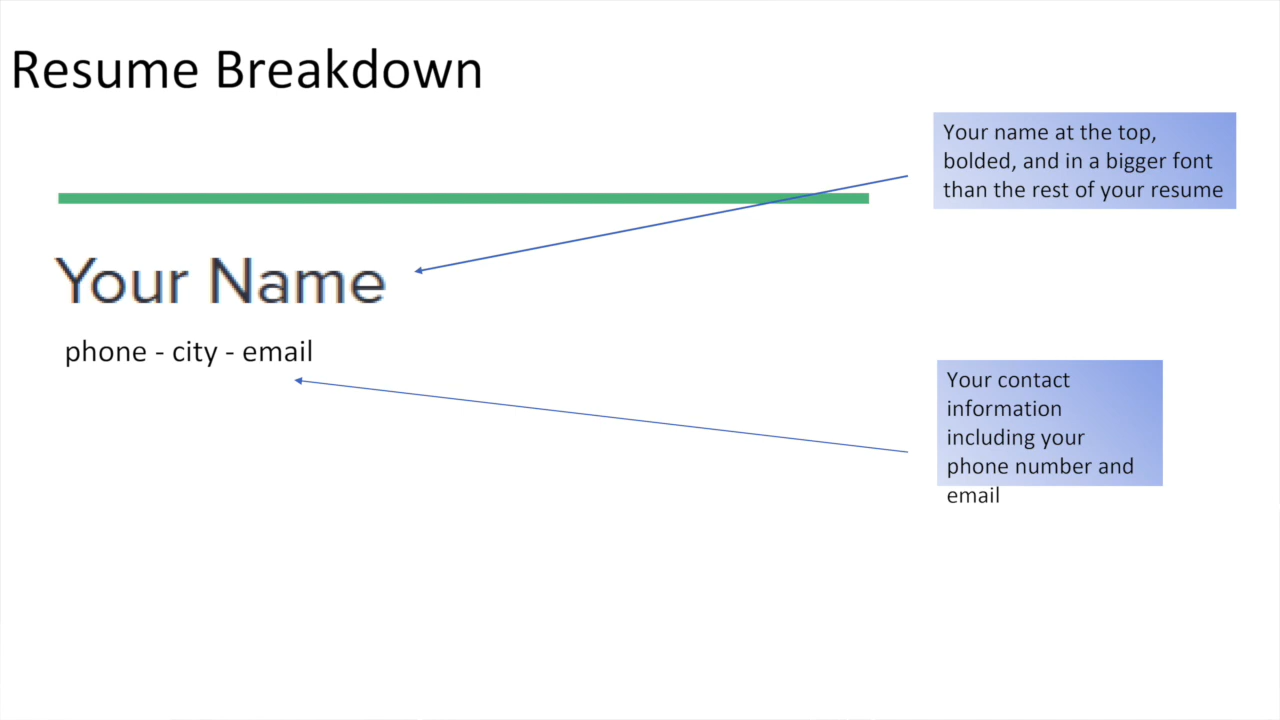 Resume Breakdown
Your name at the top,
bolded, and in a bigger font
than the rest of your resume
Your Name
phone - city - email
Your contact
information
including your
phone number and
email